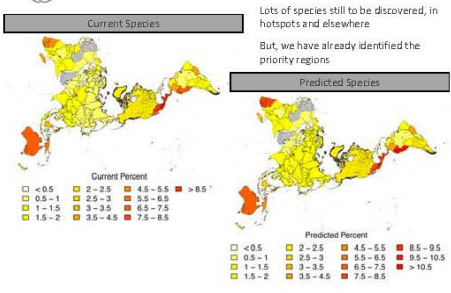 Lots of species still to be discovered, in
hotspots and elsewhere
But, we have already identified the
priority regions
Current Species
Predicted Species
Current Percent
< 0.5
0.5 – 1
1 – 1.5
1.5 – 2
2 – 2.5
2.5 – 3
3 – 3.5
3.5 – 4.5
4.5 – 5.5
5.5 – 6.5
6.5 – 7.5
7.5 – 8.5
> 8.5
Predicted Percent
< 0.5
0.5 – 1
1 – 1.5
1.5 – 2
2 – 2.5
2.5 – 3
3 – 3.5
3.5 – 4.5
4.5 – 5.5
5.5 – 6.5
6.5 – 7.5
7.5 – 8.5
8.5 – 9.5
9.5 – 10.5
> 10.5